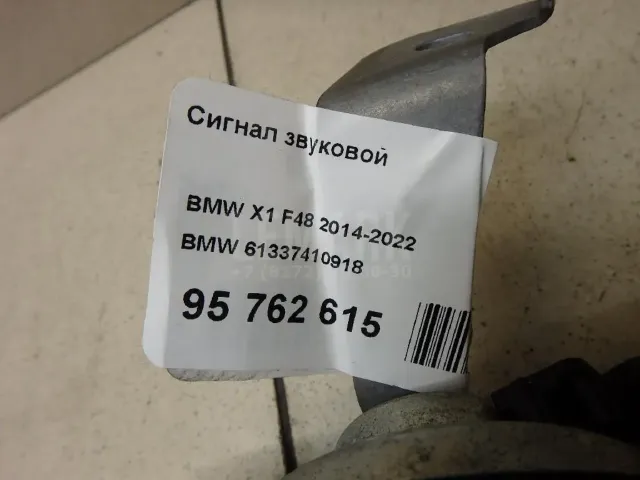 Сигнал звуковой
BMW X1 F48 2014-2022
BMW 61337410918
95 762 615